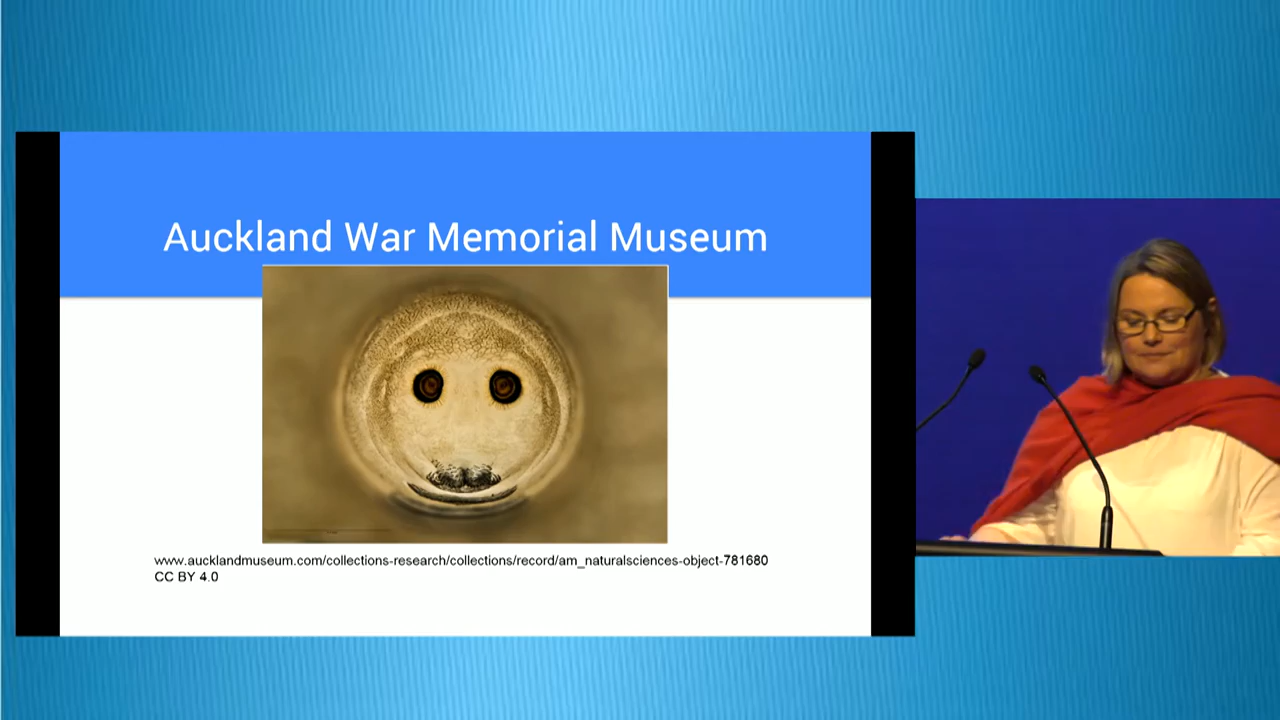 Auckland War Memorial Museum
www.aucklandmuseum.com/collections-research/collections/record/am_naturalsciences-object-781680
CC BY 4.0